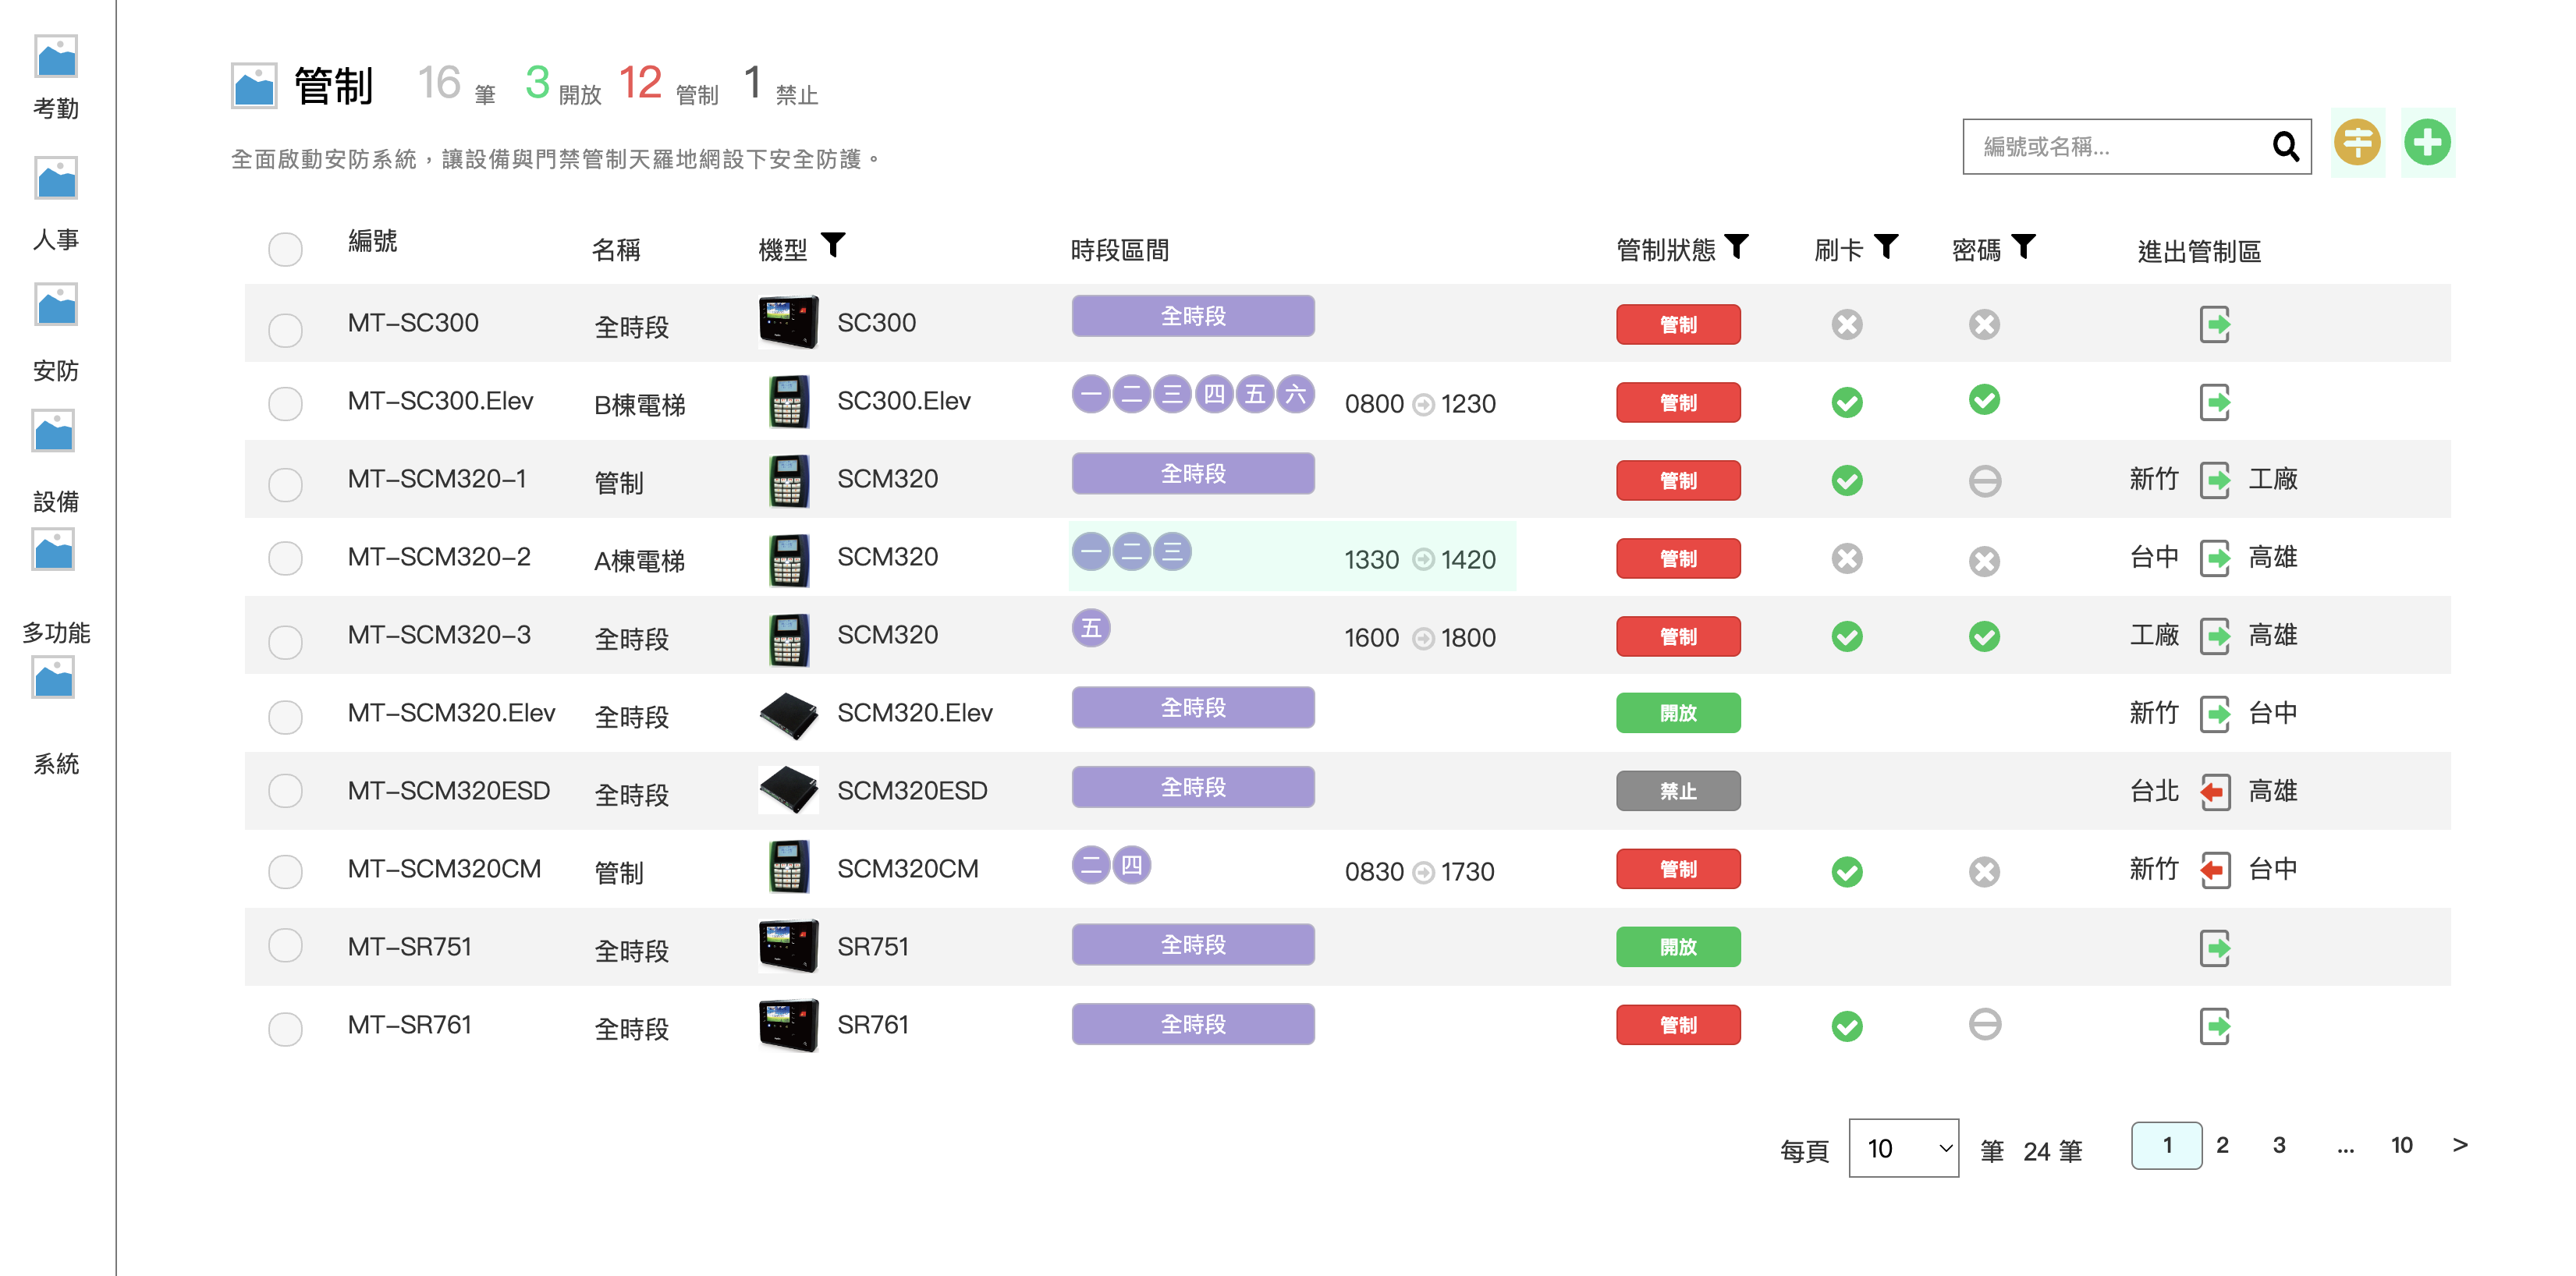 考勤
人事
安防
設備
多功能
系統
管制 16 筆 3 開放 12 管制 1 禁止
全面啟動安防系統，讓設備與門禁管制天羅地網設下安全防護。
編號或名稱...
編號 名稱 機型 時段區間 管制狀態 刷卡 密碼 進出管制區
MT-SC300 全時段 SC300 全時段 管制
MT-SC300.Elev B棟電梯 SC300.Elev 一 二 三 四 五 六 0800 1230 管制
MT-SCM320-1 管制 SCM320 全時段 管制 新竹 工廠
MT-SCM320-2 A棟電梯 SCM320 一 二 三 1330 1420 管制 台中 高雄
MT-SCM320-3 全時段 SCM320 五 1600 1800 管制 工廠 高雄
MT-SCM320.Elev 全時段 SCM320.Elev 全時段 開放 新竹 台中
MT-SCM320ESD 全時段 SCM320ESD 全時段 禁止 台北 高雄
MT-SCM320CM 管制 SCM320CM 二 四 0830 1730 管制 新竹 台中
MT-SR751 全時段 SR751 全時段 開放
MT-SR761 全時段 SR761 全時段 管制
每頁 10 筆 24 筆 1 2 3 ... 10 >